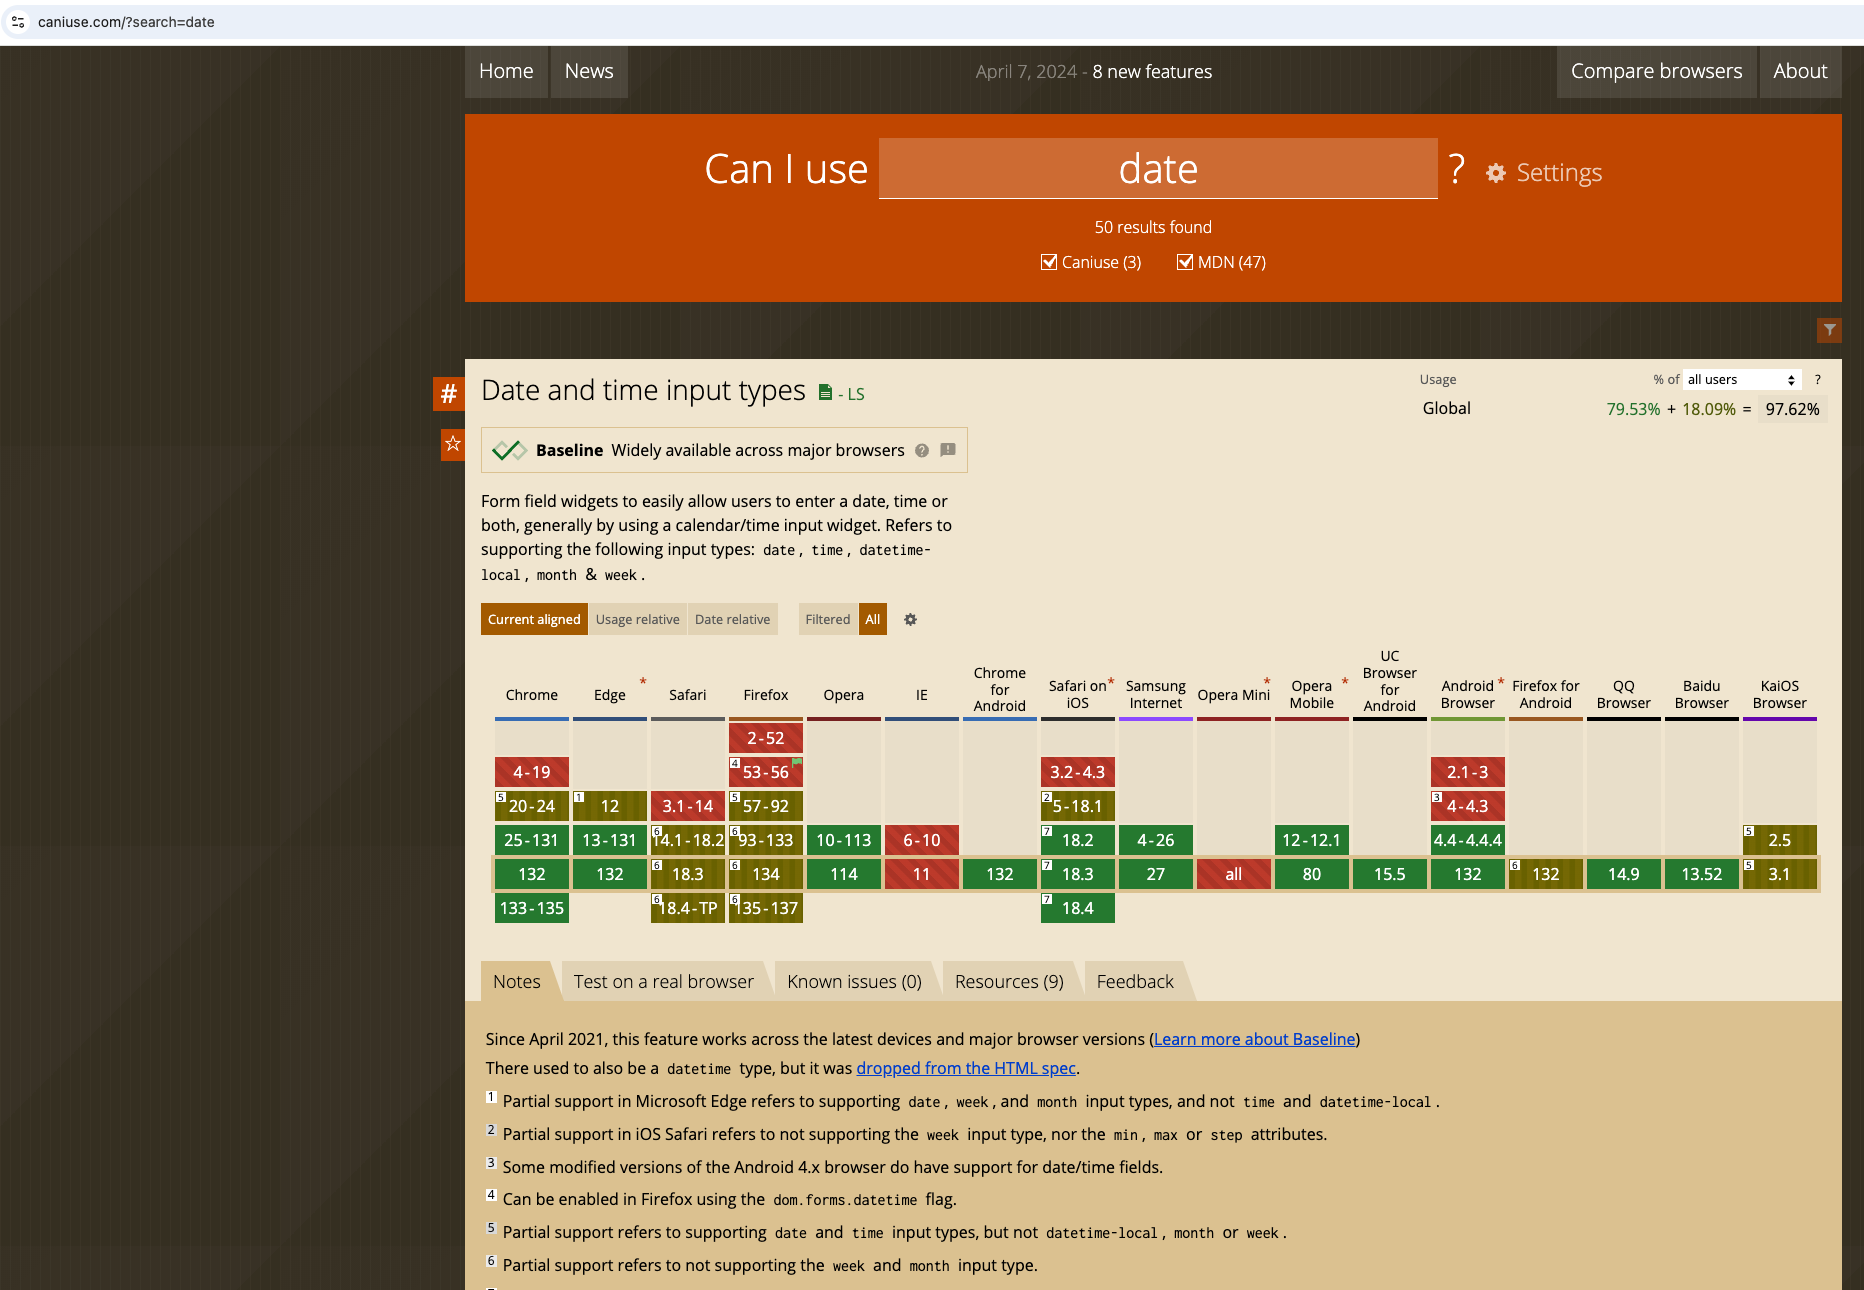 caniuse.com/?search=date
Home News April 7, 2024 - 8 new features Compare browsers About
Can I use date ? Settings
50 results found
Caniuse (3) MDN (47)
# Date and time input types - LS
Usage % of all users ?
Global 79.53% + 18.09% = 97.62%
Baseline Widely available across major browsers
Form field widgets to easily allow users to enter a date, time or
both, generally by using a calendar/time input widget. Refers to
supporting the following input types: date, time, datetime-
local, month & week.
Current aligned Usage relative Date relative Filtered All
Chrome Edge * Safari Firefox Opera IE Chrome for Android Safari on iOS * Samsung Internet Opera Mini * Opera Mobile * UC Browser for Android Android Browser * Firefox for Android QQ Browser Baidu Browser KaiOS Browser
2-52
4-19 4 53-56 3.2-4.3 2.1-3
5 20-24 1 12 3.1-14 5 57-92 2 5-18.1 3 4-4.3
25-131 13-131 6 14.1-18.2 6 93-133 10-113 6-10 7 18.2 4-26 12-12.1 4.4-4.4.4 5 2.5
132 132 6 18.3 6 134 114 11 132 7 18.3 27 all 80 15.5 132 6 132 14.9 13.52 5 3.1
133-135 6 18.4-TP 6 135-137 7 18.4
Notes Test on a real browser Known issues (0) Resources (9) Feedback
Since April 2021, this feature works across the latest devices and major browser versions (Learn more about Baseline)
There used to also be a datetime type, but it was dropped from the HTML spec.
1 Partial support in Microsoft Edge refers to supporting date, week, and month input types, and not time and datetime-local.
2 Partial support in iOS Safari refers to not supporting the week input type, nor the min, max or step attributes.
3 Some modified versions of the Android 4.x browser do have support for date/time fields.
4 Can be enabled in Firefox using the dom.forms.datetime flag.
5 Partial support refers to supporting date and time input types, but not datetime-local, month or week.
6 Partial support refers to not supporting the week and month input type.